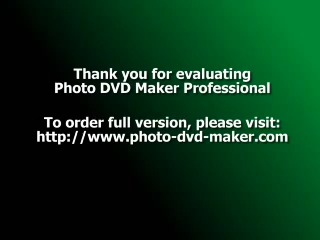 Thank you for evaluating
Photo DVD Maker Professional
To order full version, please visit:
http://www.photo-dvd-maker.com